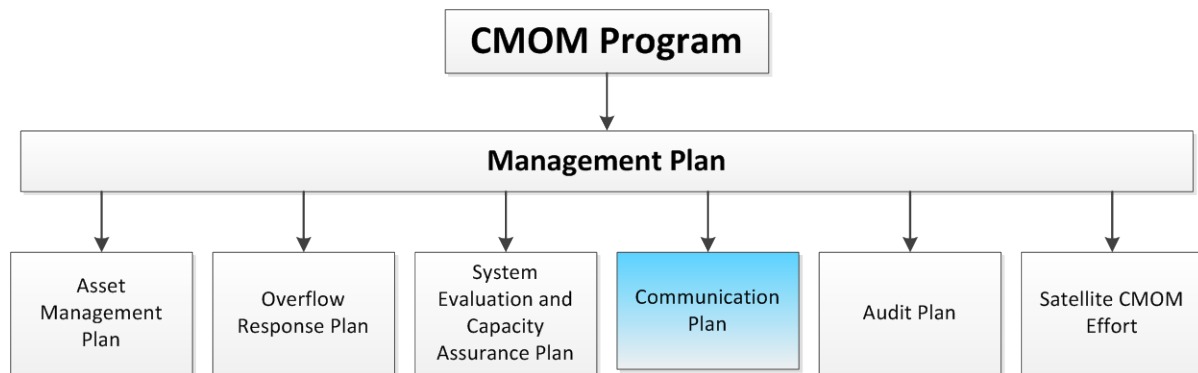 CMOM Program
Management Plan
Asset
Management
Plan
Overflow
Response Plan
System
Evaluation and
Capacity
Assurance Plan
Communication
Plan
Audit Plan
Satellite CMOM
Effort